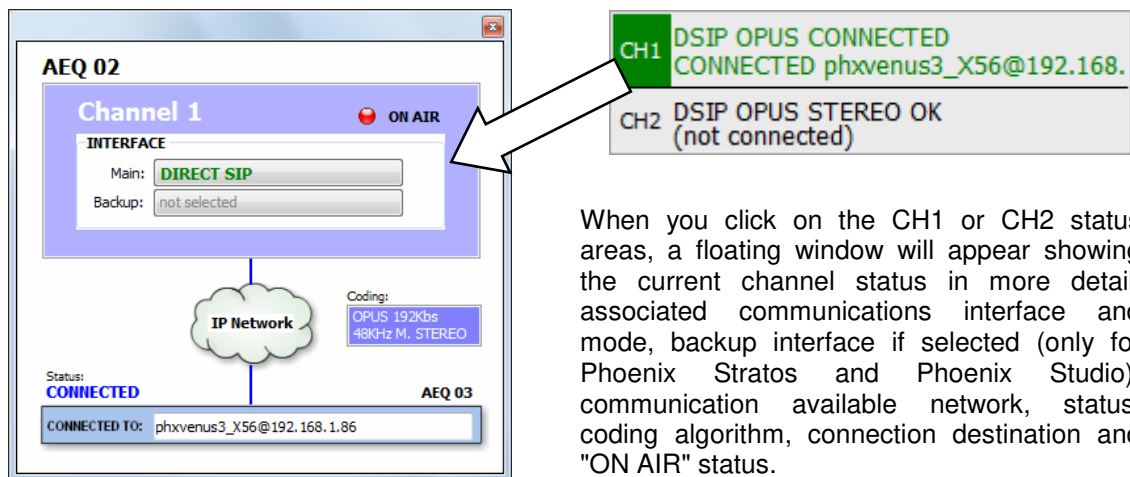 AEQ 02
Channel 1
ON AIR
INTERFACE
Main: DIRECT SIP
Backup: not selected
IP Network
Coding:
OPUS 192Kbs
48KHz M. STEREO
Status:
CONNECTED
AEQ 03
CONNECTED TO: phxvenus3_X56@192.168.1.86
CH1 DSIP OPUS CONNECTED
CONNECTED phxvenus3_X56@192.168.
CH2 DSIP OPUS STEREO OK
(not connected)
When you click on the CH1 or CH2 status
areas, a floating window will appear showing
the current channel status in more detail
associated communications interface and
mode, backup interface if selected (only for
Phoenix Stratos and Phoenix Studio)
communication available network, status
coding algorithm, connection destination and
"ON AIR" status.